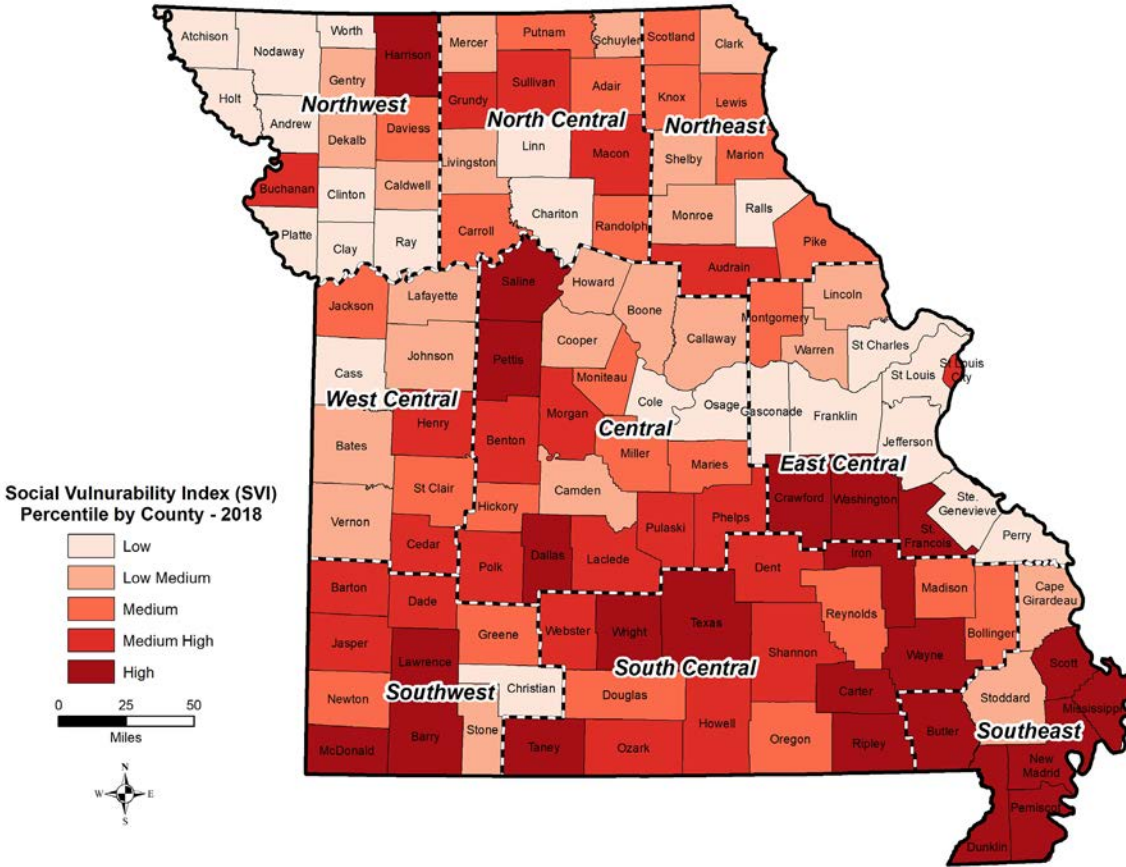 Atchison
Nodaway
Worth
Harrison
Mercer
Putnam
Schuyler
Scotland
Clark
Holt
Gentry
Northwest
Andrew
Dekalb
Daviess
Grundy
Sullivan
Adair
North Central
Knox
Lewis
Northeast
Linn
Macon
Shelby
Marion
Livingston
Buchanan
Clinton
Caldwell
Chariton
Monroe
Ralls
Platte
Clay
Ray
Carroll
Randolph
Pike
Audrain
Saline
Howard
Jackson
Lafayette
Boone
Callaway
Montgomery
Lincoln
Warren
Johnson
Pettis
Cooper
Moniteau
St Charles
St Louis
St Louis
City
Cass
West Central
Cole
Osage
Gasconade
Franklin
Morgan
Central
Henry
Benton
Miller
Maries
Jefferson
East Central
Bates
Camden
Crawford
Washington
Ste.
Genevieve
St Clair
Hickory
Vernon
Pulaski
Phelps
St.
Francois
Perry
Cedar
Polk
Dallas
Laclede
Dent
Iron
Madison
Cape
Girardeau
Barton
Dade
Reynolds
Bollinger
Jasper
Greene
Webster
Wright
Texas
Shannon
Wayne
Scott
Lawrence
South Central
Mississippi
Newton
Southwest
Christian
Douglas
Carter
Stoddard
Stone
Howell
Southeast
McDonald
Barry
Taney
Ozark
Oregon
Ripley
Butler
New
Madrid
Pemiscot
Dunklin
Social Vulnurability Index (SVI)
Percentile by County - 2018
Low
Low Medium
Medium
Medium High
High
0 25 50
Miles
N
W E
S